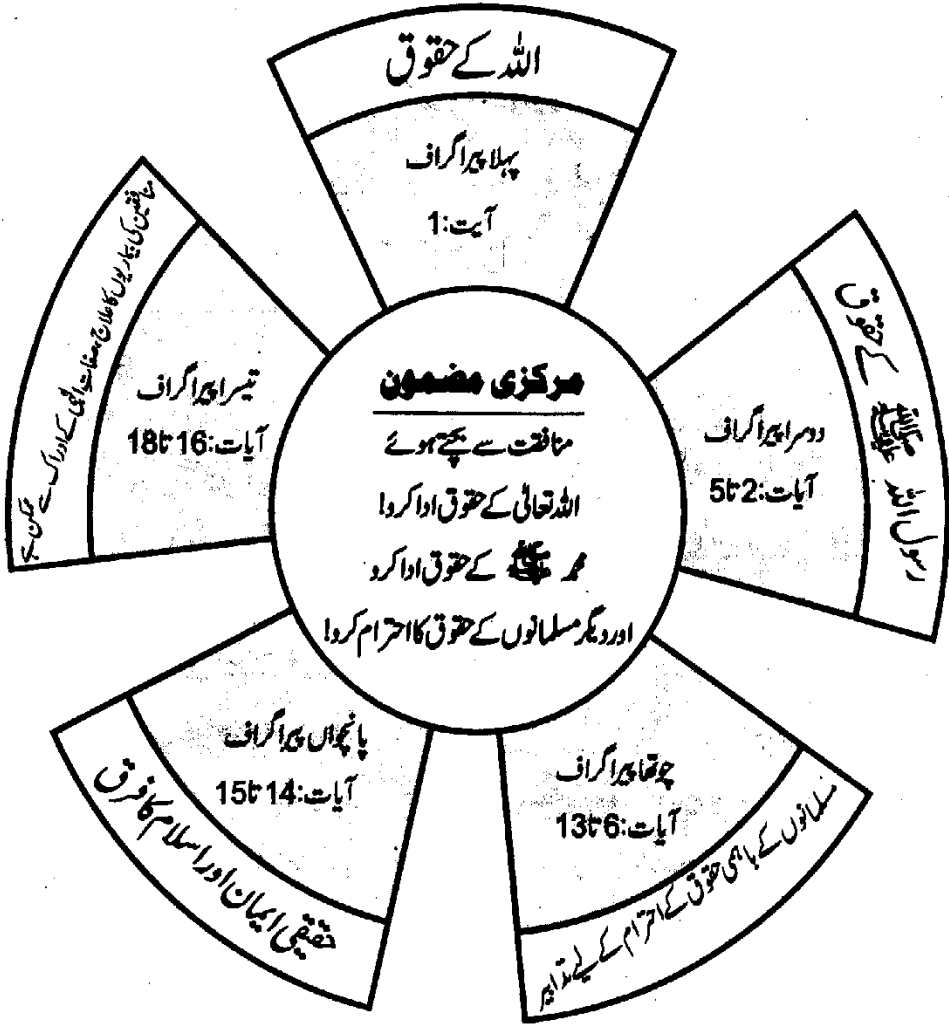 اللہ کے حقوق
پہلا پیراگراف
آیت:1
رسول اللہ ﷺ کے حقوق
دوسرا پیراگراف
آیات:2تا5
مسلمانوں کے باہمی حقوق کے احترام کے لیے تدابیر
چوتھا پیراگراف
آیات:6تا13
حقیقی ایمان اور اسلام کا فرق
پانچواں پیراگراف
آیات:14تا15
منافقین کی بیماریوں کا علاج، صفاتِ الٰہی کے ادراک سے ممکن ہے
تیسرا پیراگراف
آیات:16تا18
مرکزی مضمون
منافقت سے بچتے ہوئے
اللہ تعالیٰ کے حقوق ادا کرو!
محمد ﷺ کے حقوق ادا کرو
اور دیگر مسلمانوں کے حقوق کا احترام کرو!